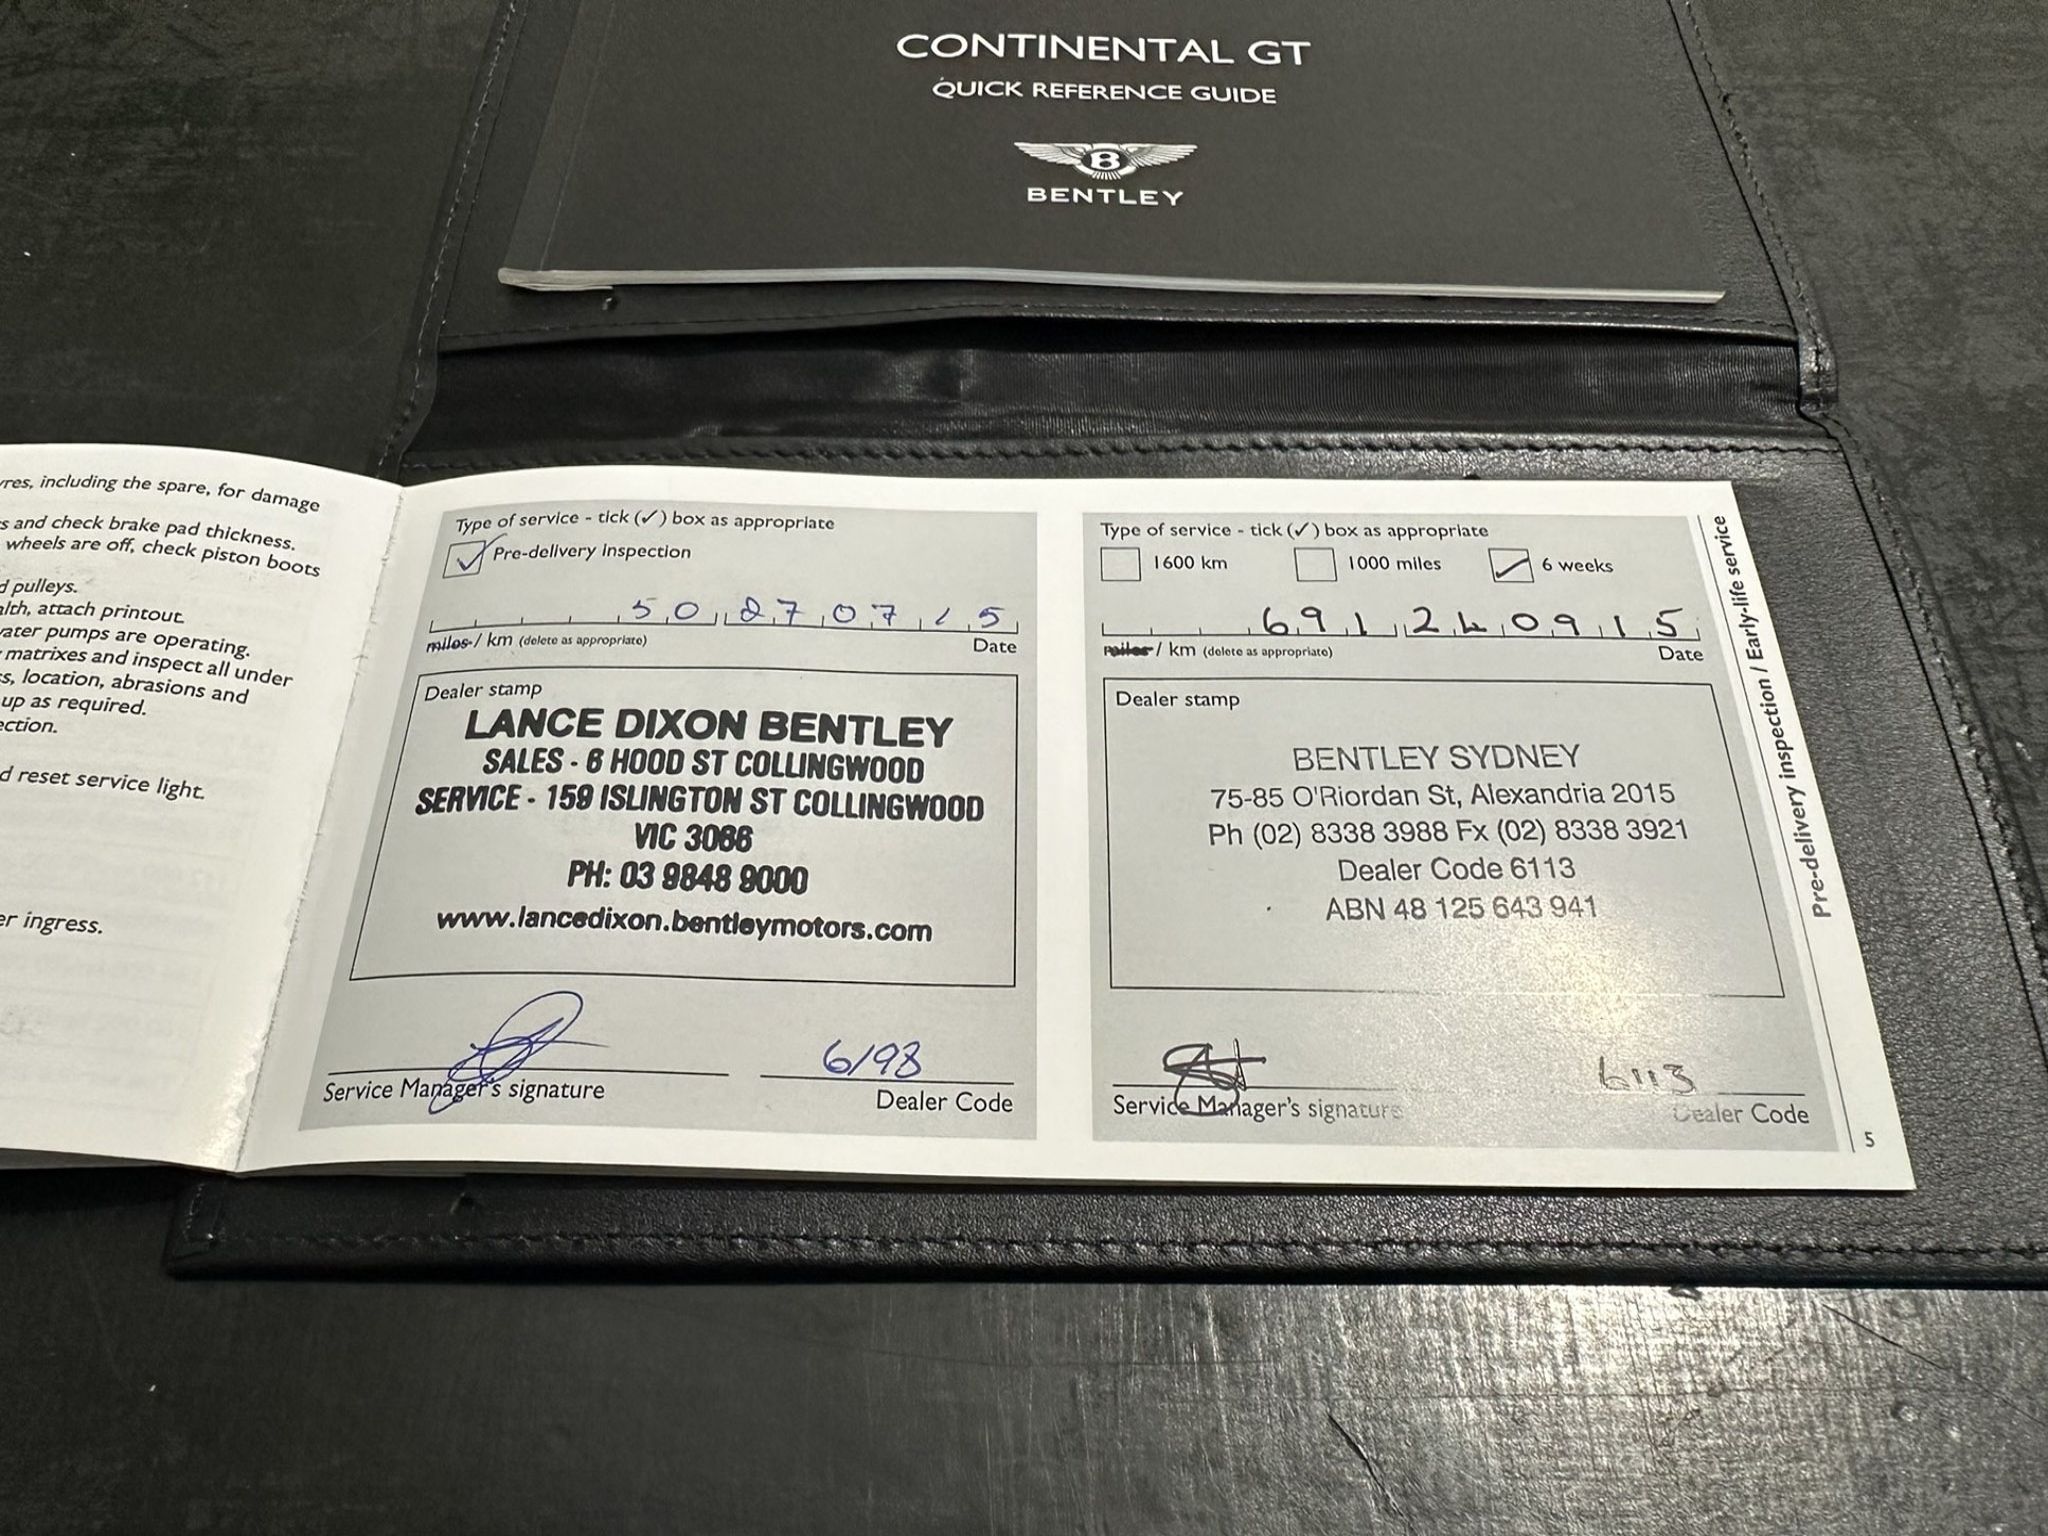 CONTINENTAL GT
QUICK REFERENCE GUIDE
B
BENTLEY
yres, including the spare, for damage
s and check brake pad thickness.
wheels are off, check piston boots
d pulleys.
alth, attach printout.
vater pumps are operating.
matrixes and inspect all under
s, location, abrasions and
up as required.
ection.
d reset service light.
er ingress.
Type of service - tick (✓) box as appropriate
✓ Pre-delivery inspection
50 270715
miles / km (delete as appropriate)
Date
Dealer stamp
LANCE DIXON BENTLEY
SALES - 6 HOOD ST COLLINGWOOD
SERVICE - 159 ISLINGTON ST COLLINGWOOD
VIC 3066
PH: 03 9848 9000
www.lancedixon.bentleymotors.com
6198
Service Manager's signature
Dealer Code
Type of service - tick (✓) box as appropriate
1600 km
1000 miles
✓ 6 weeks
691 240915
miles / km (delete as appropriate)
Date
Dealer stamp
BENTLEY SYDNEY
75-85 O'Riordan St, Alexandria 2015
Ph (02) 8338 3988 Fx (02) 8338 3921
Dealer Code 6113
ABN 48 125 643 941
6113
Service Manager's signature
Dealer Code
Pre-delivery inspection / Early-life service
5